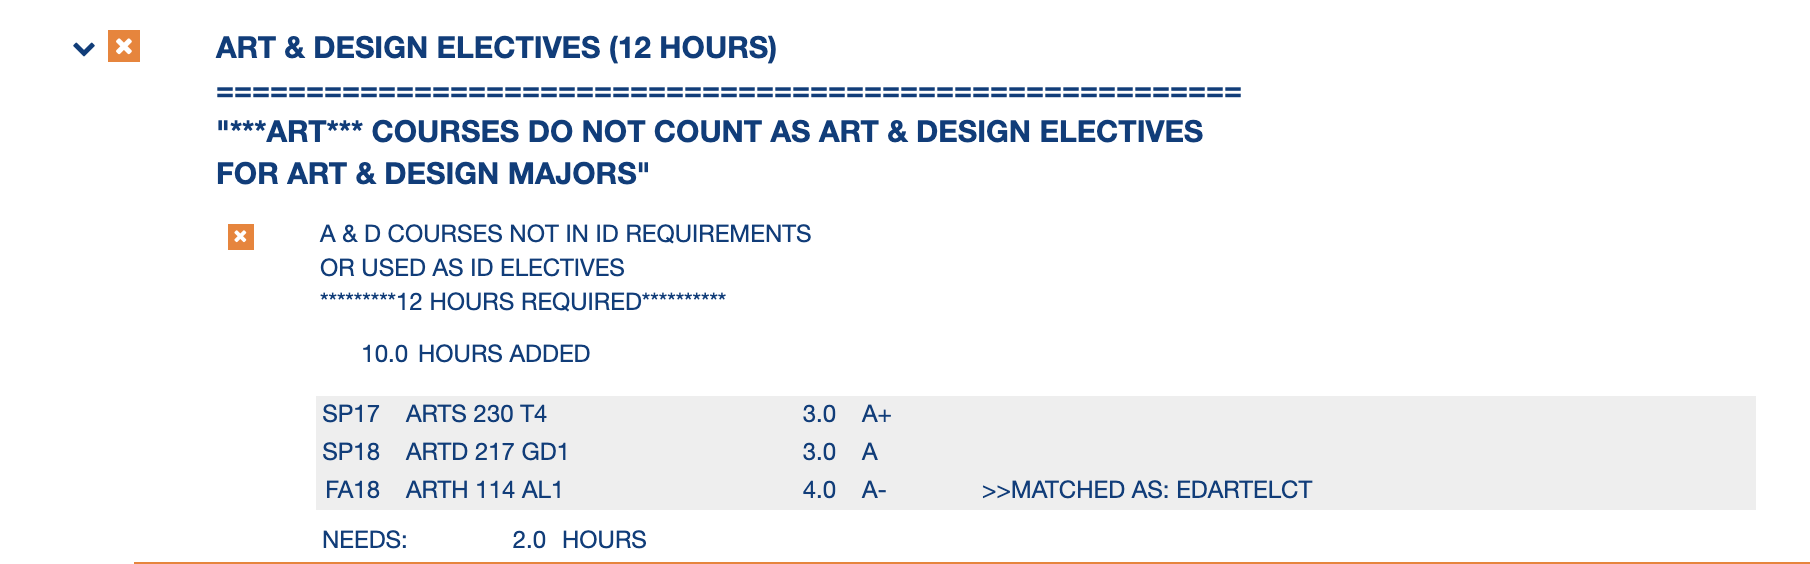 ART & DESIGN ELECTIVES (12 HOURS)
=========================================================
"***ART*** COURSES DO NOT COUNT AS ART & DESIGN ELECTIVES
FOR ART & DESIGN MAJORS"
A & D COURSES NOT IN ID REQUIREMENTS
OR USED AS ID ELECTIVES
*********12 HOURS REQUIRED**********
10.0 HOURS ADDED
SP17 ARTS 230 T4 3.0 A+
SP18 ARTD 217 GD1 3.0 A
FA18 ARTH 114 AL1 4.0 A- >>MATCHED AS: EDARTELCT
NEEDS: 2.0 HOURS